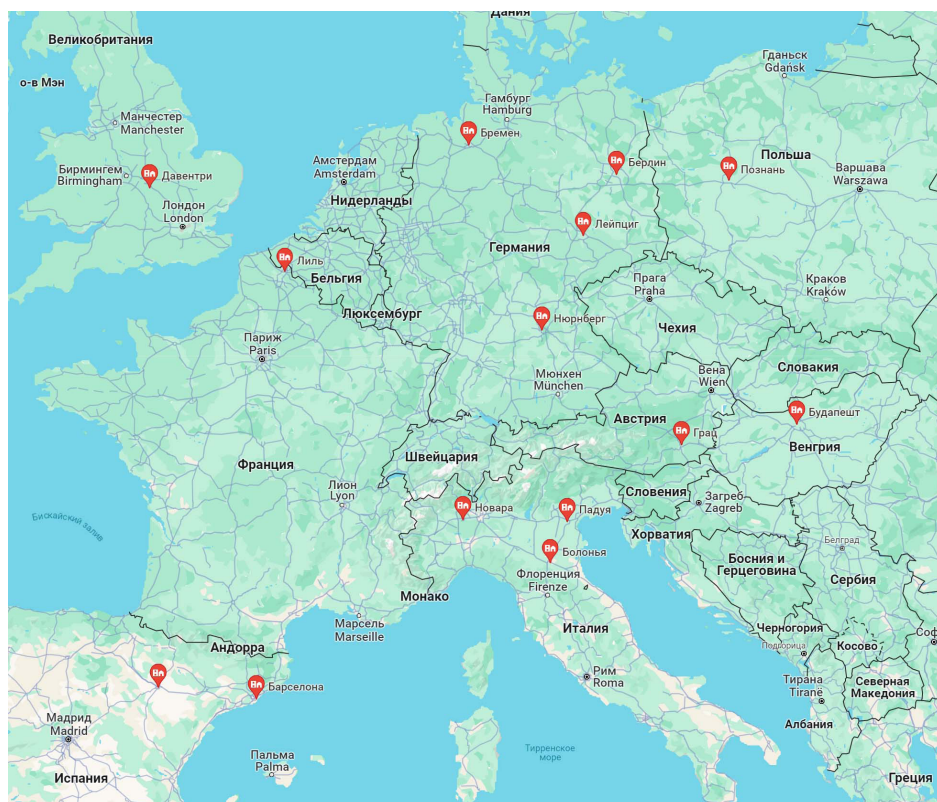 Дания
Великобритания
Гданьск
Gdańsk
о-в Мэн
Гамбург
Hamburg
Манчестер
Manchester
Бремен
Берлин
Польша
Амстердам
Amsterdam
Бирмингем
Birmingham
Давентри
Познань
Варшава
Warszawa
Нидерланды
Лондон
London
Лейпциг
Германия
Лиль
Бельгия
Прага
Praha
Краков
Kraków
Люксембург
Нюрнберг
Чехия
Париж
Paris
Словакия
Мюнхен
München
Вена
Wien
Будапешт
Австрия
Грац
Венгрия
Швейцария
Франция
Лион
Lyon
Словения
Загреб
Zagreb
Новара
Падуя
Бискайский залив
Хорватия
Белград
Болонья
Босния и
Герцеговина
Флоренция
Firenze
Сербия
Монако
Марсель
Marseille
Италия
Черногория
Соф
Андорра
Подгорица
Косово
Рим
Roma
Тирана
Tiranë
Северная
Македония
Барселона
Мадрид
Madrid
Албания
Пальма
Palma
Тирренское
море
Испания
Греция